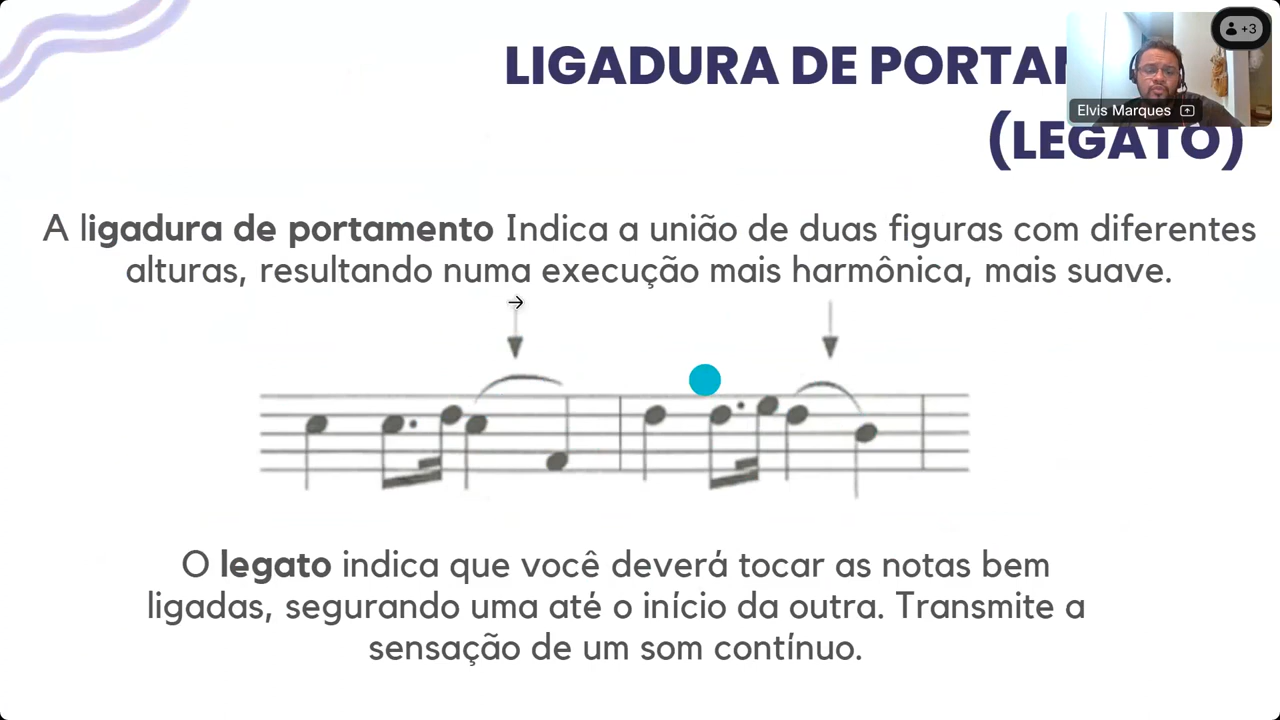 LIGADURA DE
(LEGATO)
+3
Elvis Marques
A ligadura de portamento Indica a união de duas figuras com diferentes
alturas, resultando numa execução mais harmônica, mais suave.
O legato indica que você deverá tocar as notas bem
ligadas, segurando uma até o início da outra. Transmite a
sensação de um som contínuo.